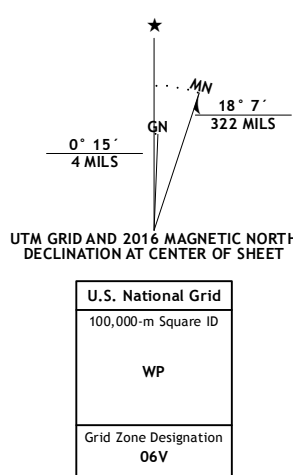 ★
MN
GN
18° 7´
322 MILS
0° 15´
4 MILS
UTM GRID AND 2016 MAGNETIC NORTH
DECLINATION AT CENTER OF SHEET
U.S. National Grid
100,000-m Square ID
WP
Grid Zone Designation
06V